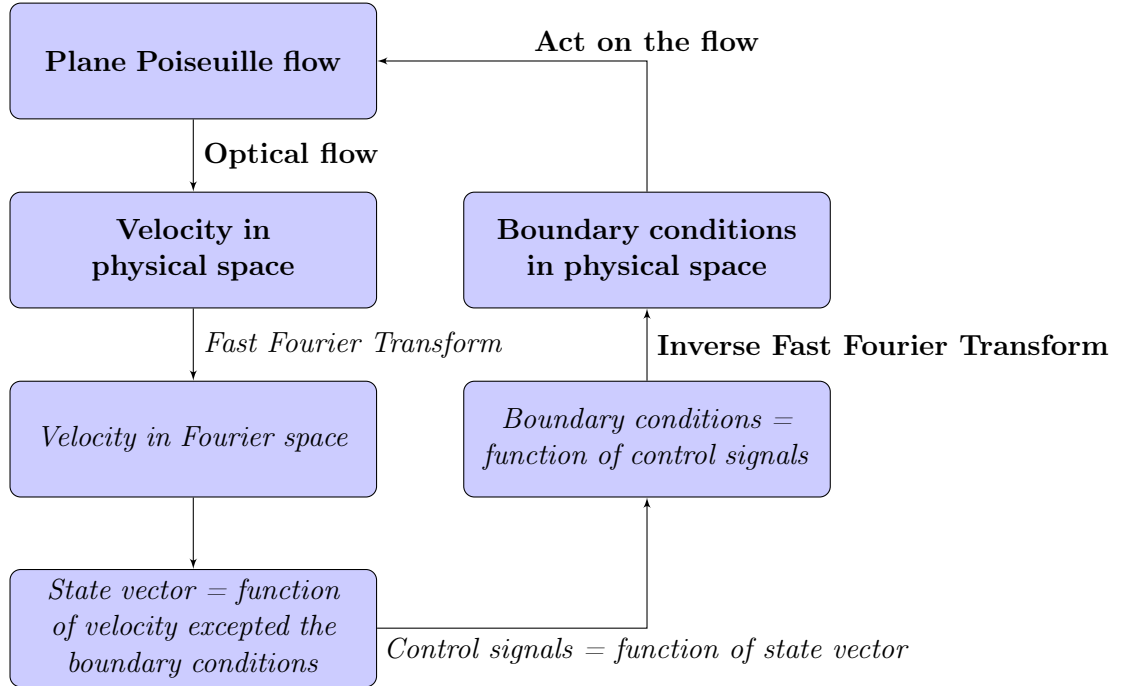 Plane Poiseuille flow
Act on the flow
Optical flow
Velocity in
physical space
Boundary conditions
in physical space
Fast Fourier Transform
Inverse Fast Fourier Transform
Velocity in Fourier space
Boundary conditions =
function of control signals
State vector = function
of velocity excepted the
boundary conditions
Control signals = function of state vector